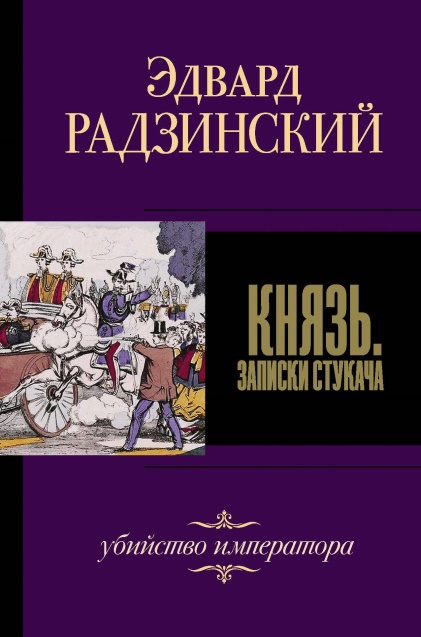 Эдвард
РАДЗИНСКИЙ
КНЯЗЬ.
ЗАПИСКИ СТУКАЧА
убийство императора